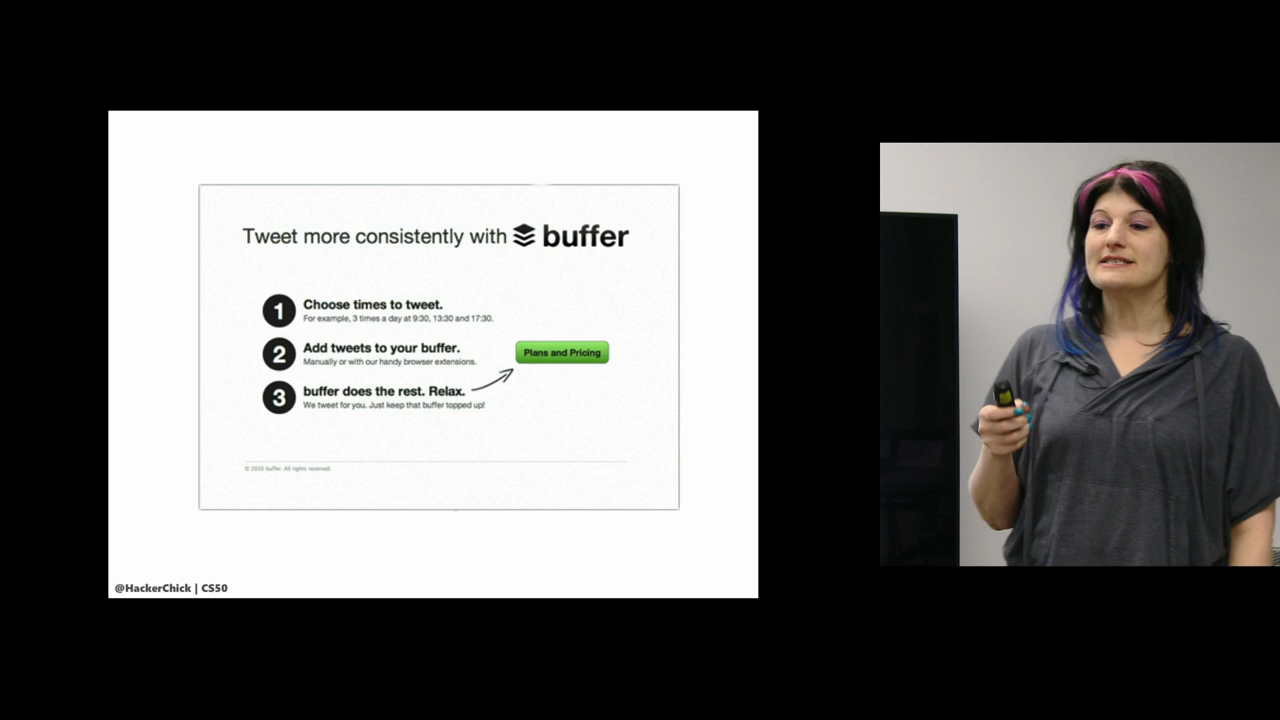 Tweet more consistently with buffer
1 Choose times to tweet.
For example, 3 times a day at 9:30, 13:30 and 17:30.
2 Add tweets to your buffer.
Manually or with our handy browser extensions.
Plans and Pricing
3 buffer does the rest. Relax.
We tweet for you. Just keep that buffer topped up!
© 2010 buffer. All rights reserved.
@HackerChick | CS50